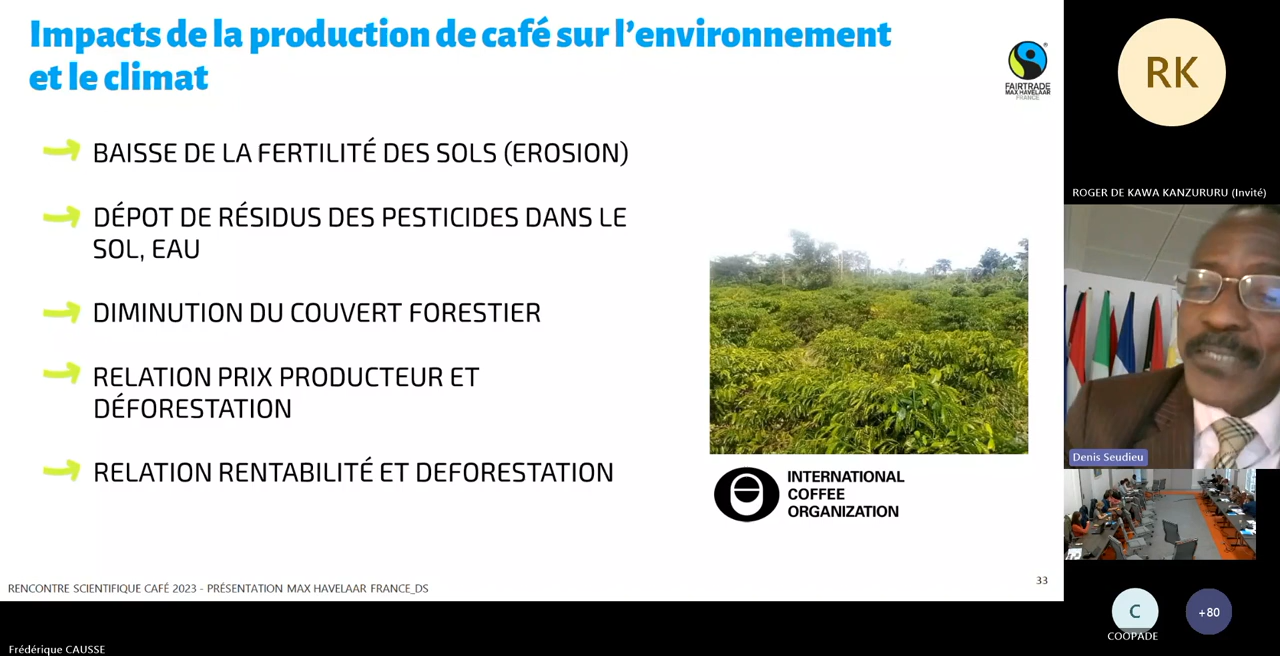 Impacts de la production de café sur l'environnement
et le climat
FAIRTRADE
MAX HAVELAAR
FRANCE
BAISSE DE LA FERTILITÉ DES SOLS (EROSION)
DÉPOT DE RÉSIDUS DES PESTICIDES DANS LE
SOL, EAU
DIMINUTION DU COUVERT FORESTIER
RELATION PRIX PRODUCTEUR ET
DÉFORESTATION
RELATION RENTABILITÉ ET DEFORESTATION
INTERNATIONAL
COFFEE
ORGANIZATION
33
RENCONTRE SCIENTIFIQUE CAFÉ 2023 - PRÉSENTATION MAX HAVELAAR FRANCE_DS
Frédérique CAUSSE
RK
ROGER DE KAWA KANZURURU (Invité)
Denis Seudieu
C
+80
COOPADE